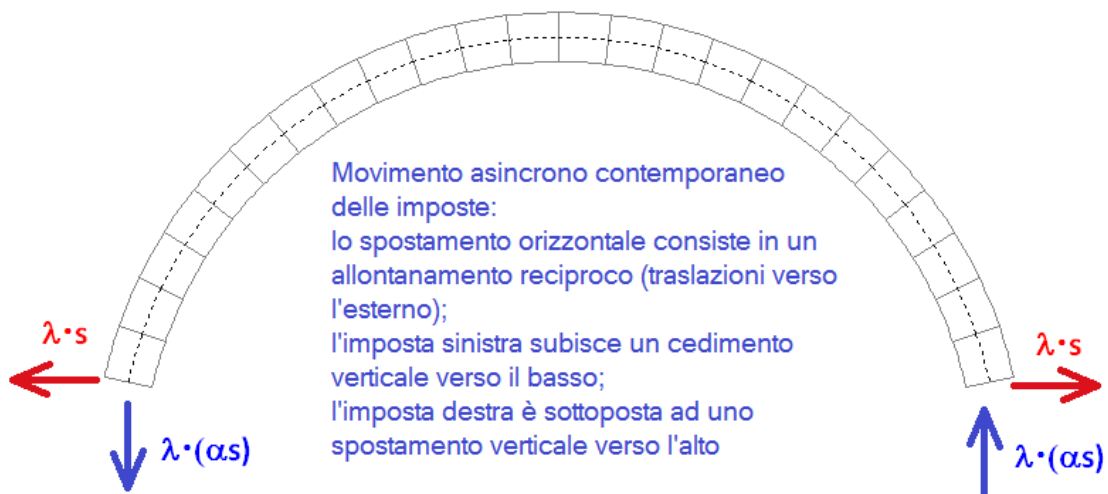 Movimento asincrono contemporaneo
delle imposte:
lo spostamento orizzontale consiste in un
allontanamento reciproco (traslazioni verso
l'esterno);
l'imposta sinistra subisce un cedimento
verticale verso il basso;
l'imposta destra è sottoposta ad uno
spostamento verticale verso l'alto
λ·s
λ·s
λ·(αs)
λ·(αs)